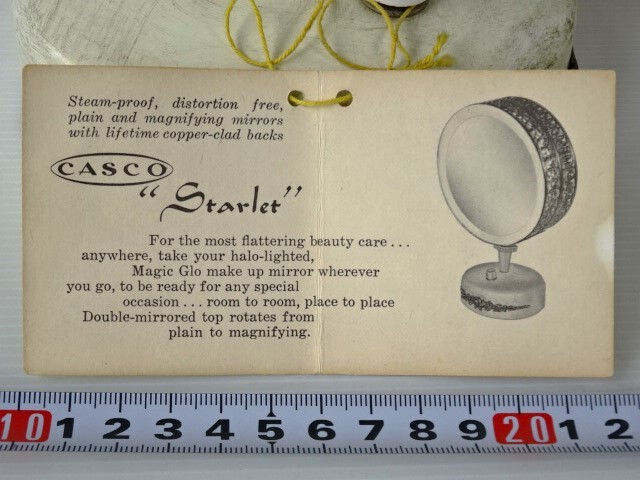 Steam-proof, distortion free,
plain and magnifying mirrors
with lifetime copper-clad backs
CASCO
"Starlet"
For the most flattering beauty care...
anywhere, take your halo-lighted,
Magic Glo make up mirror wherever
you go, to be ready for any special
occasion... room to room, place to place
Double-mirrored top rotates from
plain to magnifying.
10 1 2 3 4 5 6 7 8 9 20 1 2